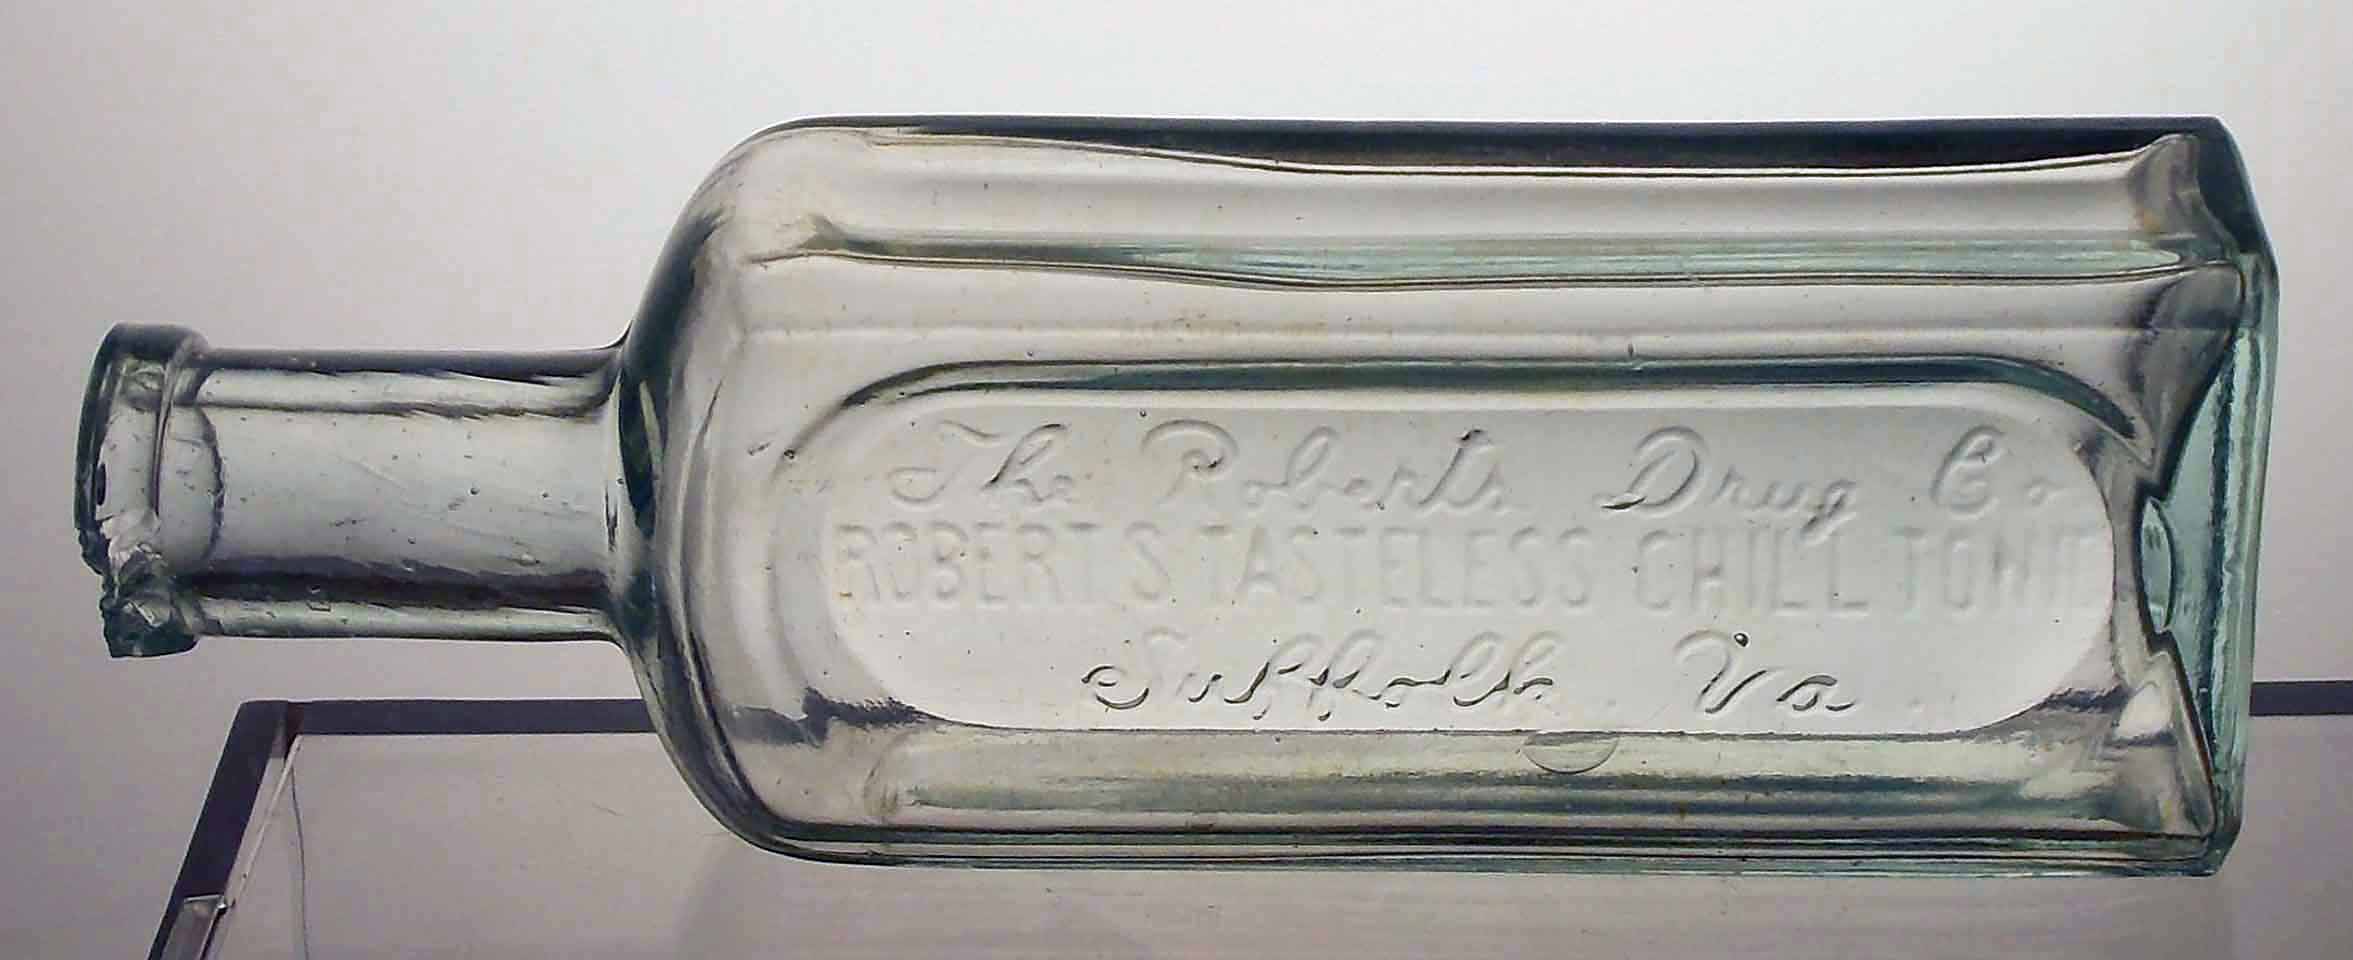 The Roberts Drug Co
ROBERTS TASTELESS CHILL TONIC
Suffolk Va.